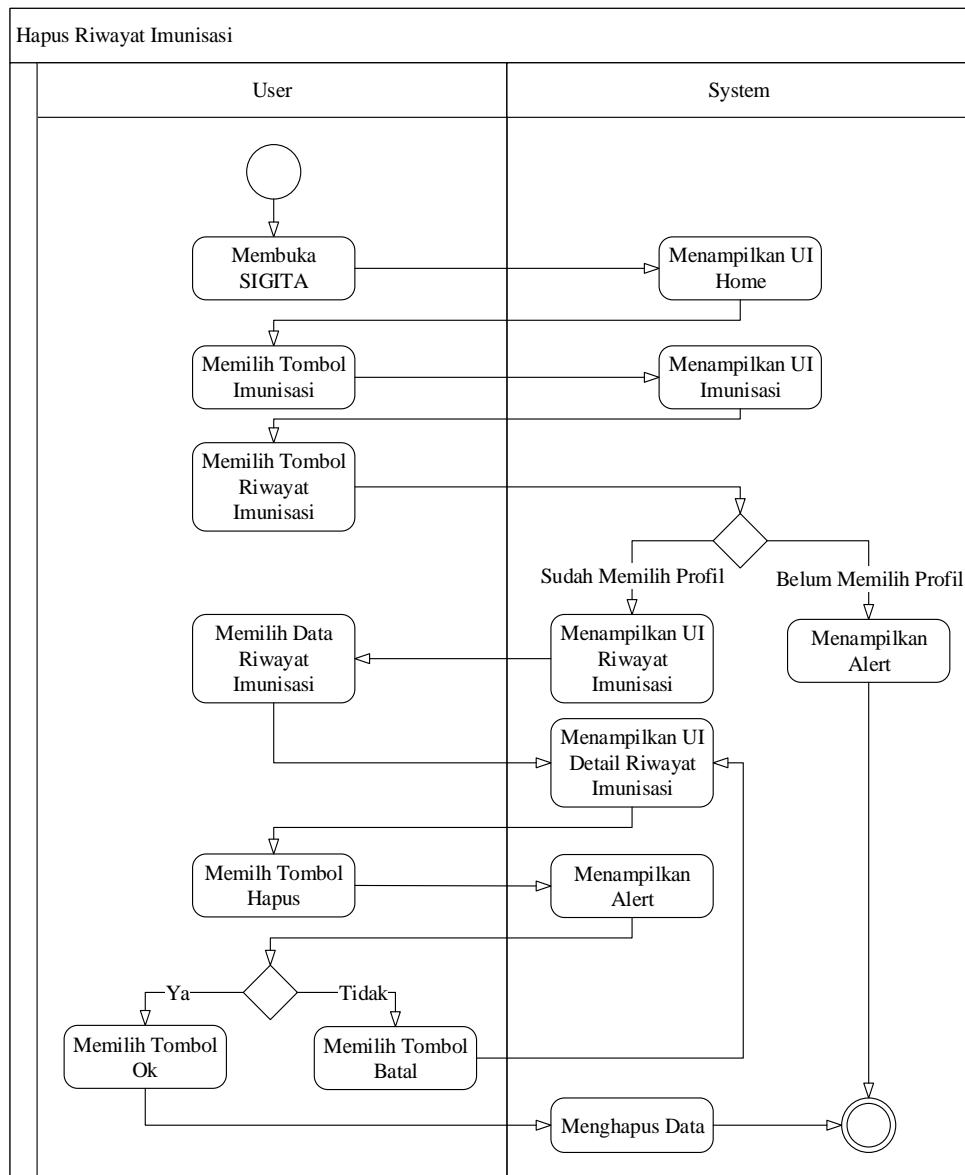 Hapus Riwayat Imunisasi
User
System
Membuka
SIGITA
Menampilkan UI
Home
Memilih Tombol
Imunisasi
Menampilkan UI
Imunisasi
Memilih Tombol
Riwayat
Imunisasi
Sudah Memilih Profil
Belum Memilih Profil
Memilih Data
Riwayat
Imunisasi
Menampilkan UI
Riwayat
Imunisasi
Menampilkan
Alert
Menampilkan UI
Detail Riwayat
Imunisasi
Memilh Tombol
Hapus
Menampilkan
Alert
Ya
Tidak
Memilih Tombol
Ok
Memilih Tombol
Batal
Menghapus Data